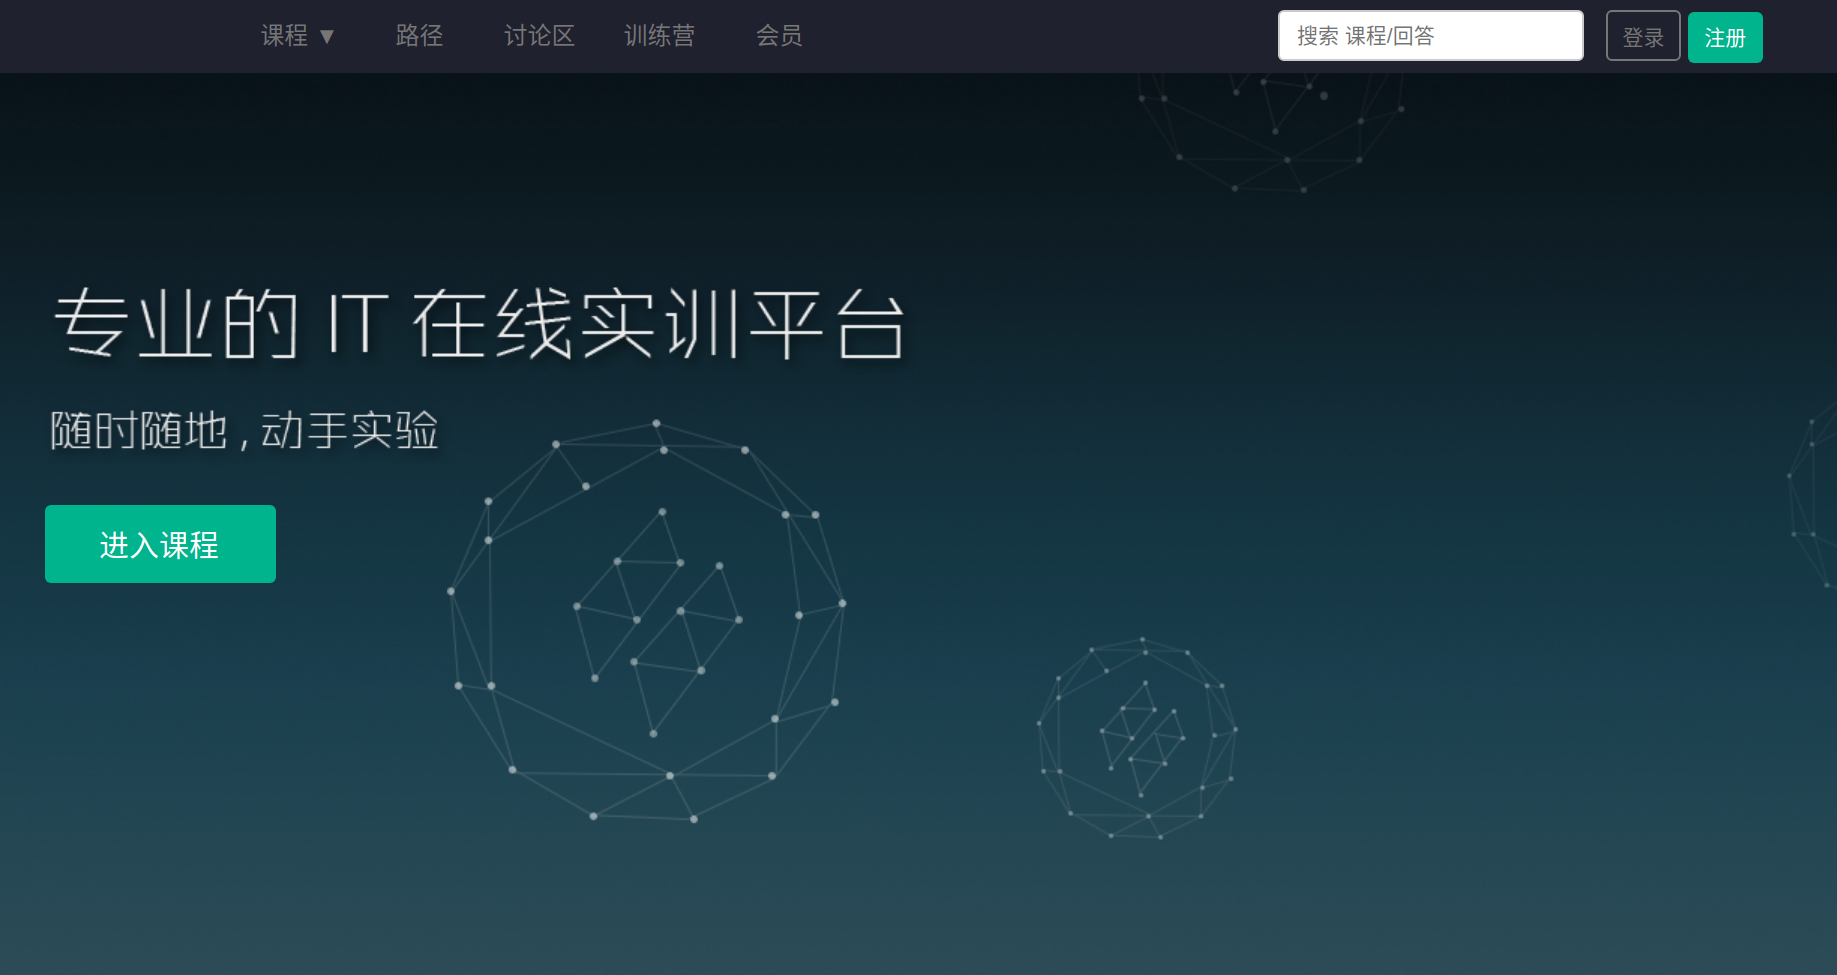 课程 ▼ 路径 讨论区 训练营 会员 搜索 课程/回答 登录 注册
专业的 IT 在线实训平台
随时随地 , 动手实验
进入课程